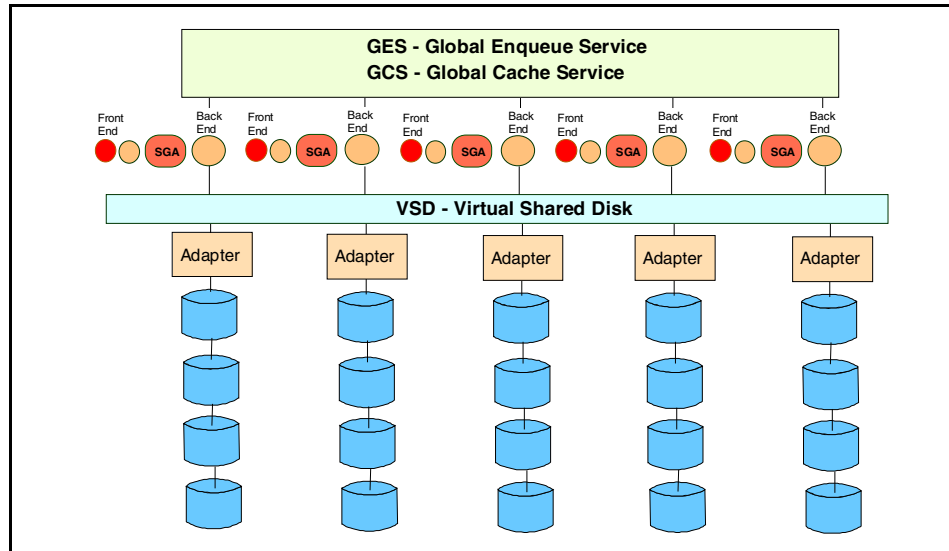 GES - Global Enqueue Service
GCS - Global Cache Service
Front
End
SGA
Back
End
Front
End
SGA
Back
End
Front
End
SGA
Back
End
Front
End
SGA
Back
End
Front
End
SGA
Back
End
VSD - Virtual Shared Disk
Adapter
Adapter
Adapter
Adapter
Adapter